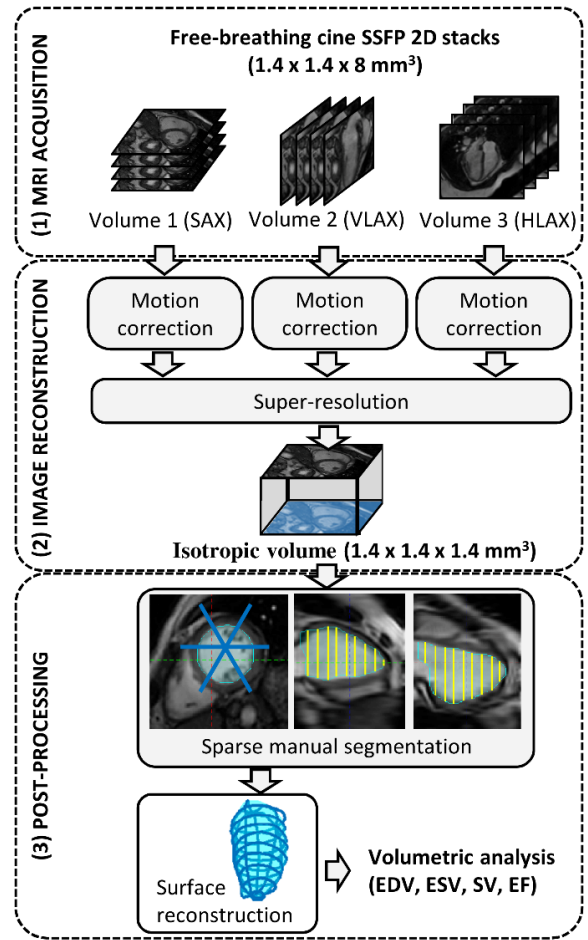 (1) MRI ACQUISITION
Free-breathing cine SSFP 2D stacks
(1.4 x 1.4 x 8 mm³)
Volume 1 (SAX)
Volume 2 (VLAX)
Volume 3 (HLAX)
(2) IMAGE RECONSTRUCTION
Motion
correction
Motion
correction
Motion
correction
Super-resolution
Isotropic volume (1.4 x 1.4 x 1.4 mm³)
(3) POST-PROCESSING
Sparse manual segmentation
Surface
reconstruction
Volumetric analysis
(EDV, ESV, SV, EF)